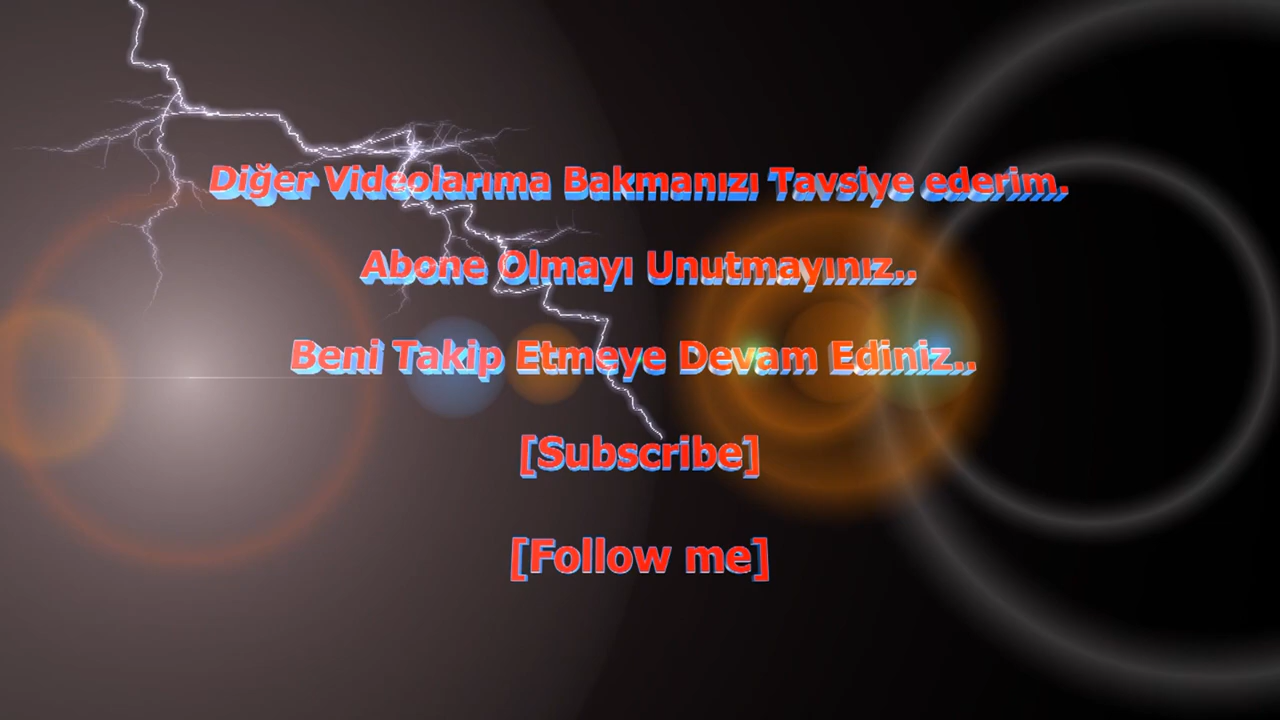 Diğer Videolarıma Bakmanızı Tavsiye ederim.
Abone Olmayı Unutmayınız..
Beni Takip Etmeye Devam Ediniz..
[Subscribe]
[Follow me]